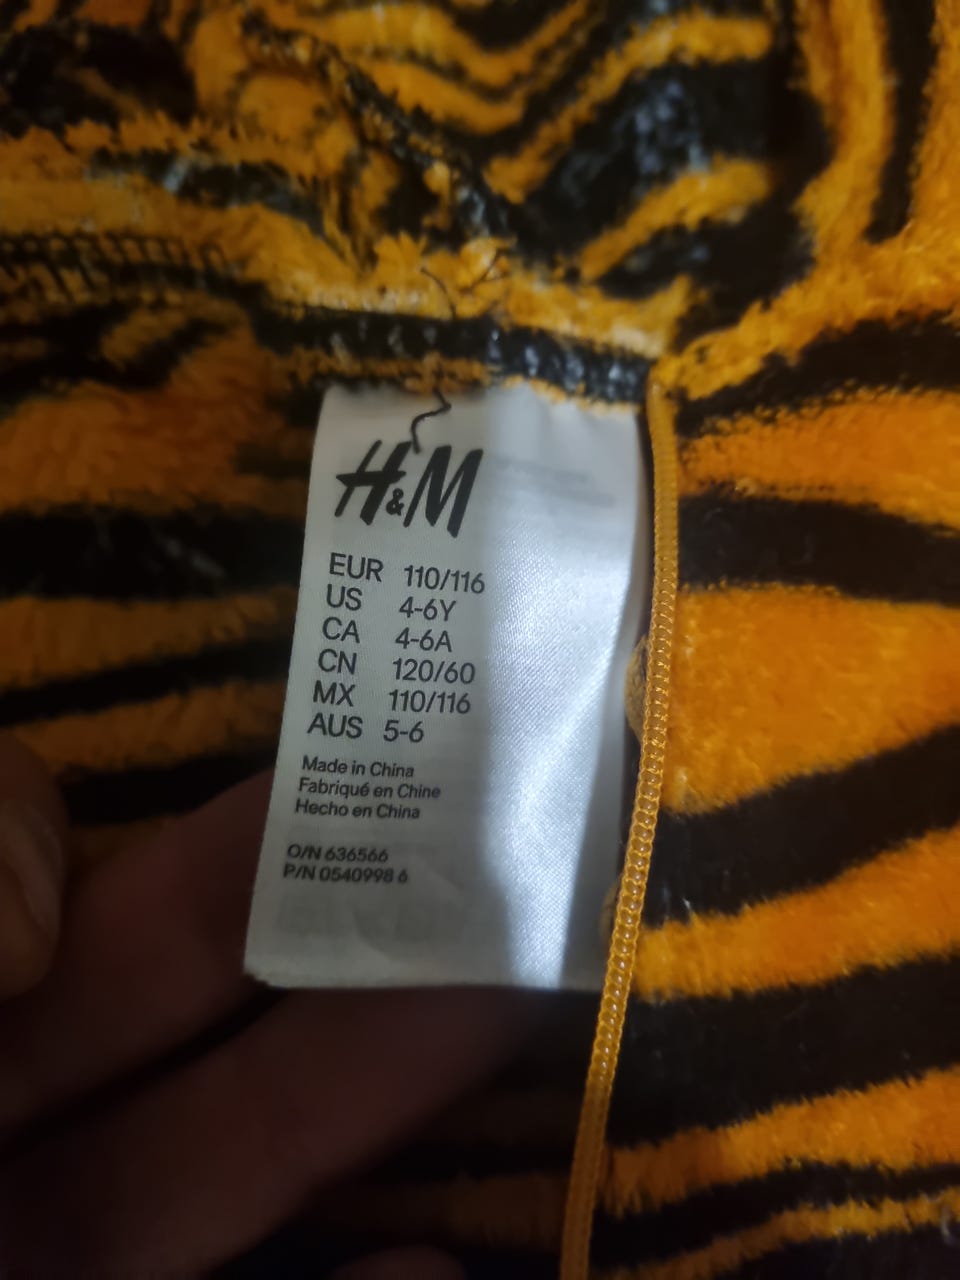 H&M
EUR 110/116
US 4-6Y
CA 4-6A
CN 120/60
MX 110/116
AUS 5-6
Made in China
Fabriqué en Chine
Hecho en China
O/N 636566
P/N 0540998 6